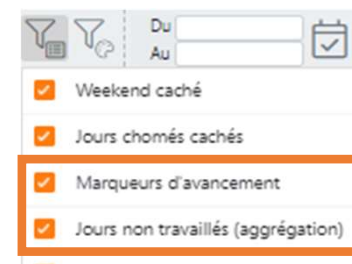 Du
Au
Weekend caché
Jours chomés cachés
Marqueurs d'avancement
Jours non travaillés (aggrégation)